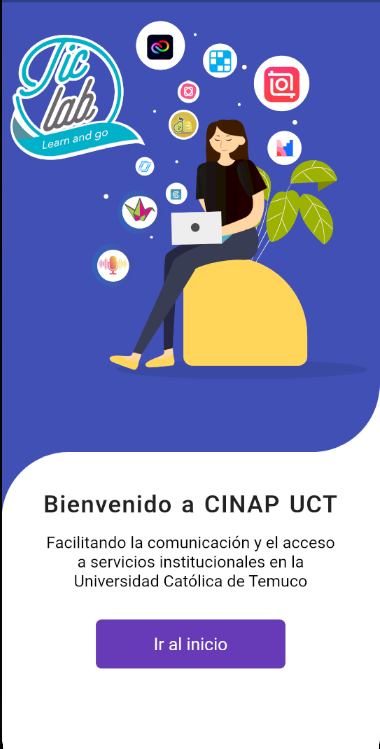 Tic
lab
Learn and go
Bienvenido a CINAP UCT
Facilitando la comunicación y el acceso
a servicios institucionales en la
Universidad Católica de Temuco
Ir al inicio